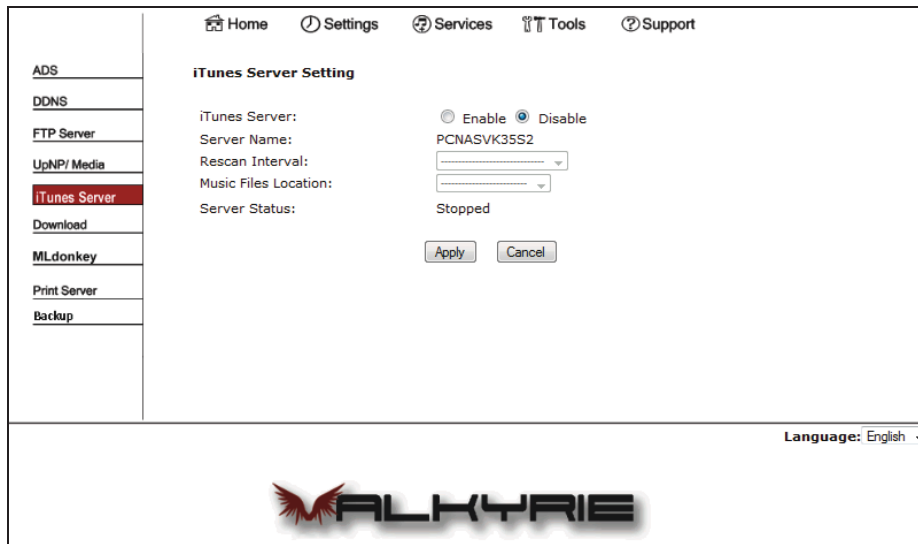 Home Settings Services Tools Support
ADS
DDNS
FTP Server
UpNP/ Media
iTunes Server
Download
MLdonkey
Print Server
Backup
iTunes Server Setting
iTunes Server: Enable Disable
Server Name: PCNASVK35S2
Rescan Interval: ----------------------------
Music Files Location: -----------------------
Server Status: Stopped
Apply Cancel
Language: English
VALKYRIE